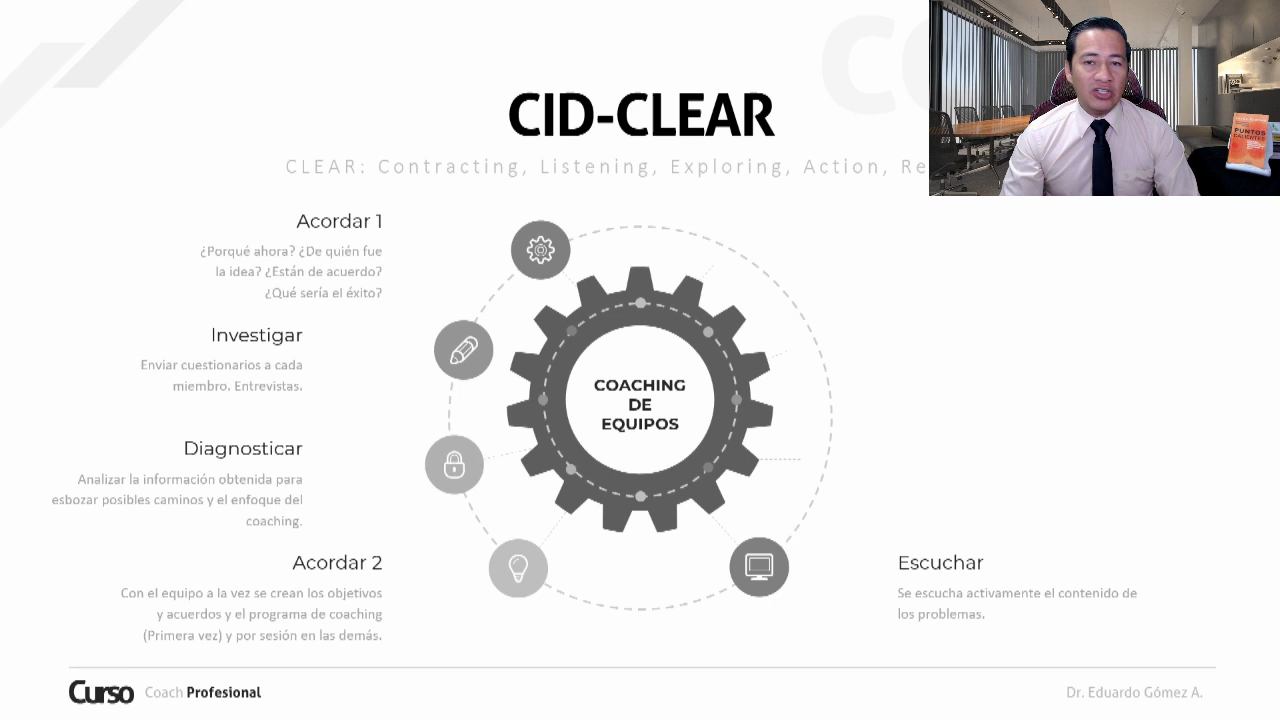 CID-CLEAR
CLEAR: Contracting, Listening, Exploring, Action, Re
Acordar 1
¿Porqué ahora? ¿De quién fue
la idea? ¿Están de acuerdo?
¿Qué sería el éxito?
Investigar
Enviar cuestionarios a cada
miembro. Entrevistas.
Diagnosticar
Analizar la información obtenida para
esbozar posibles caminos y el enfoque del
coaching.
Acordar 2
Con el equipo a la vez se crean los objetivos
y acuerdos y el programa de coaching
(Primera vez) y por sesión en las demás.
COACHING
DE
EQUIPOS
Escuchar
Se escucha activamente el contenido de
los problemas.
PUNTOS
CALIENTES
Curso Coach Profesional
Dr. Eduardo Gómez A.